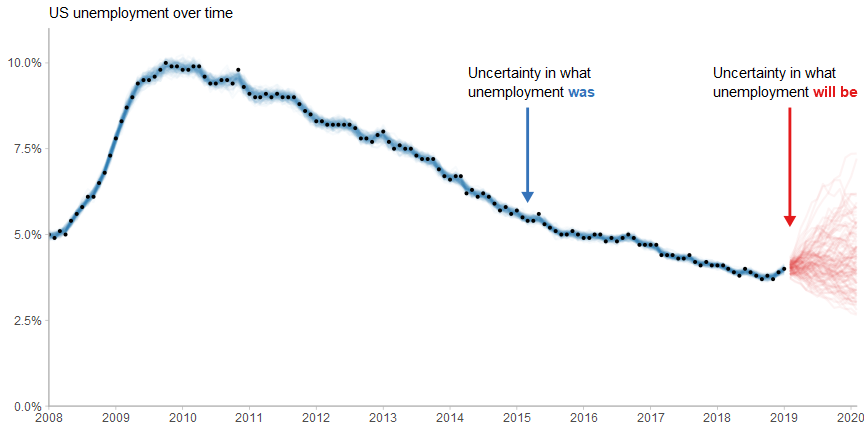 US unemployment over time
10.0%
7.5%
5.0%
2.5%
0.0%
Uncertainty in what
unemployment was
Uncertainty in what
unemployment will be
2008 2009 2010 2011 2012 2013 2014 2015 2016 2017 2018 2019 2020